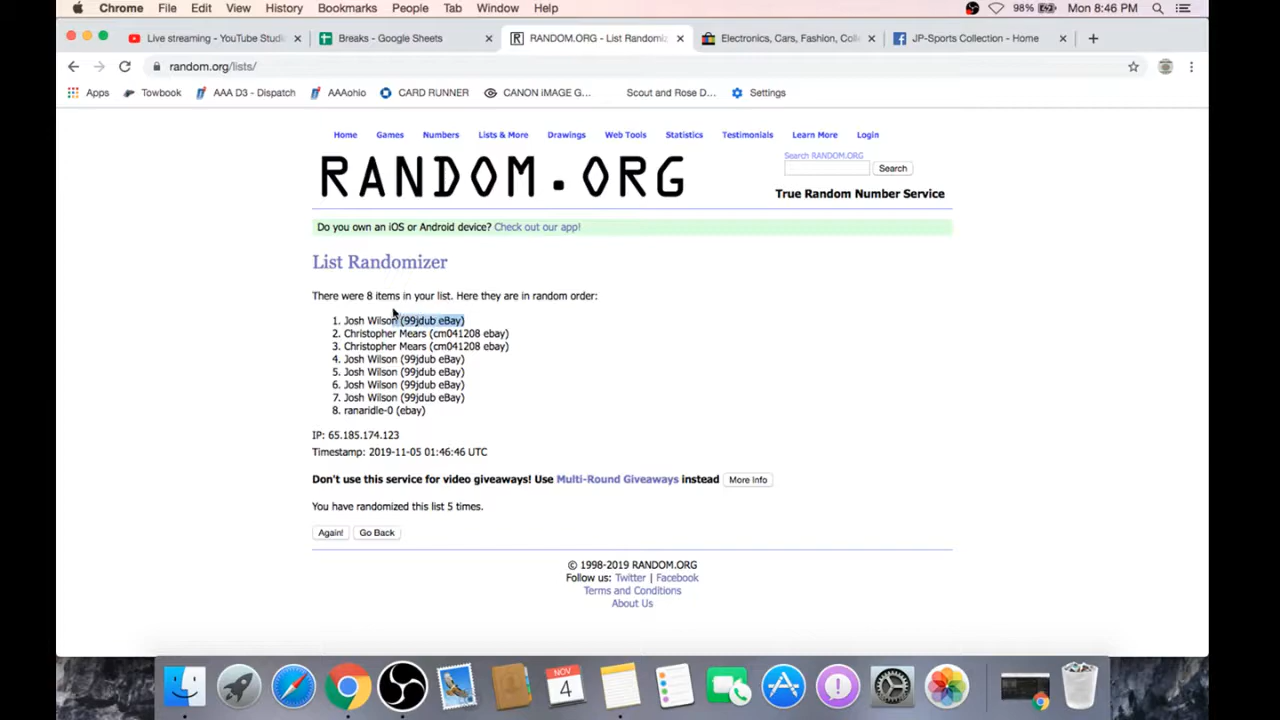 Chrome File Edit View History Bookmarks People Tab Window Help 98% Mon 8:46 PM
Live streaming - YouTube Studi Breaks - Google Sheets RANDOM.ORG - List Randomiz Electronics, Cars, Fashion, Coll JP-Sports Collection - Home
random.org/lists/
Apps Towbook AAA D3 - Dispatch AAAohio CARD RUNNER CANON iMAGE G... Scout and Rose D... Settings
Home Games Numbers Lists & More Drawings Web Tools Statistics Testimonials Learn More Login
Search RANDOM.ORG
RANDOM.ORG
Search
True Random Number Service
Do you own an iOS or Android device? Check out our app!
List Randomizer
There were 8 items in your list. Here they are in random order:
1. Josh Wilson (99jdub eBay)
2. Christopher Mears (cm041208 ebay)
3. Christopher Mears (cm041208 ebay)
4. Josh Wilson (99jdub eBay)
5. Josh Wilson (99jdub eBay)
6. Josh Wilson (99jdub eBay)
7. Josh Wilson (99jdub eBay)
8. ranaridle-0 (ebay)
IP: 65.185.174.123
Timestamp: 2019-11-05 01:46:46 UTC
Don't use this service for video giveaways! Use Multi-Round Giveaways instead More Info
You have randomized this list 5 times.
Again! Go Back
© 1998-2019 RANDOM.ORG
Follow us: Twitter | Facebook
Terms and Conditions
About Us
NOV
4